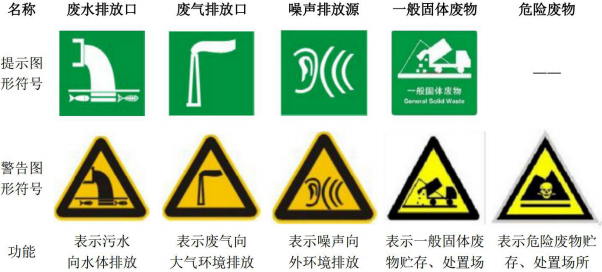 名称 废水排放口 废气排放口 噪声排放源 一般固体废物 危险废物
提示图
形符号
一般固体废物
General Solid Waste
——
警告图
形符号
功能
表示污水
向水体排放
表示废气向
大气环境排放
表示噪声向
外环境排放
表示一般固体废
物贮存、处置场
表示危险废物贮
存、处置场所